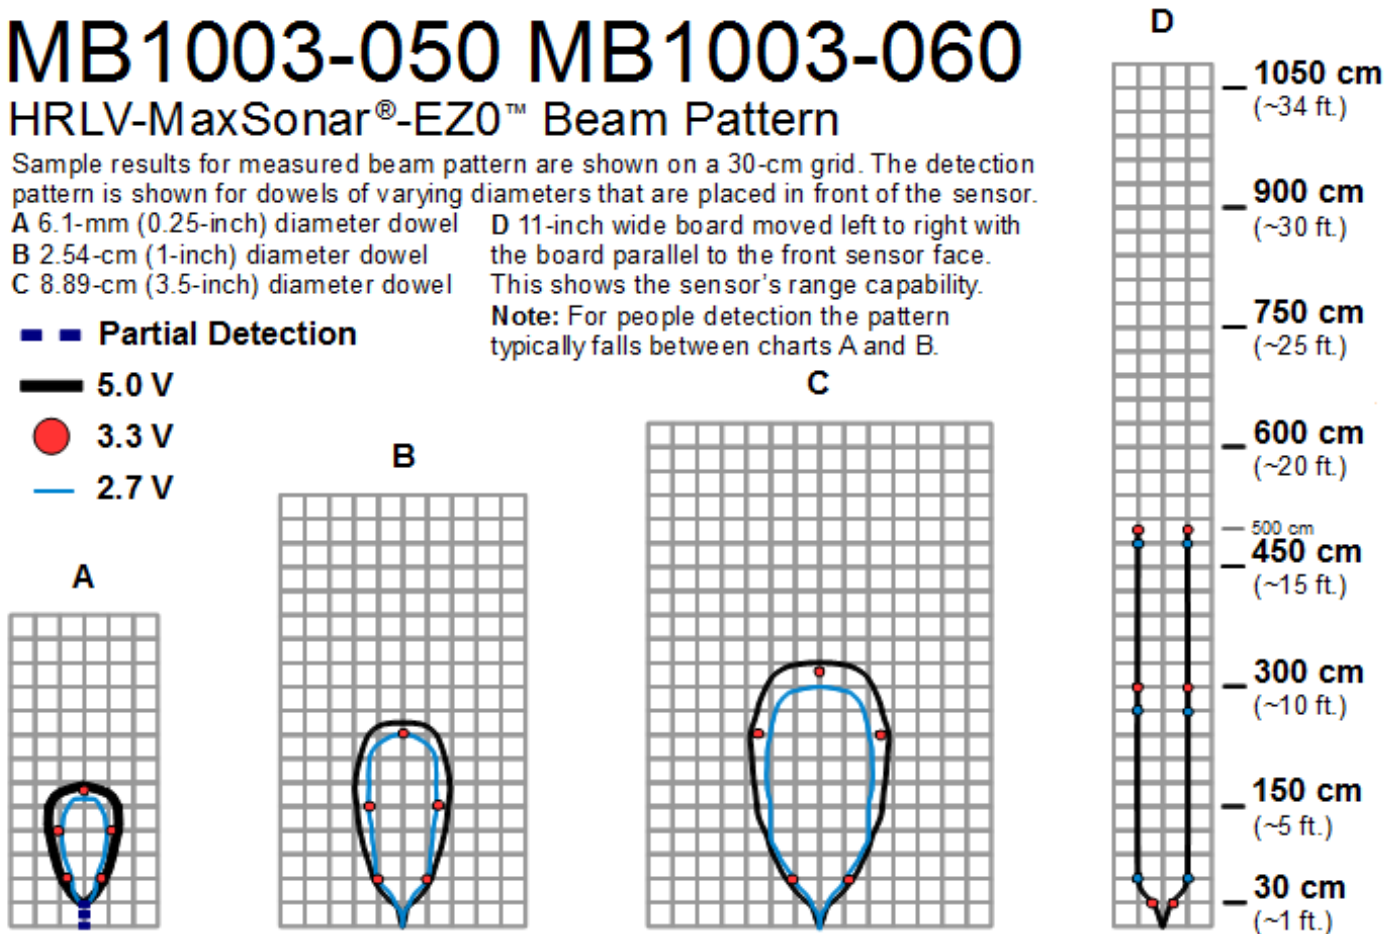 MB1003-050 MB1003-060
HRLV-MaxSonar®-EZ0™ Beam Pattern
Sample results for measured beam pattern are shown on a 30-cm grid. The detection
pattern is shown for dowels of varying diameters that are placed in front of the sensor.
A 6.1-mm (0.25-inch) diameter dowel
B 2.54-cm (1-inch) diameter dowel
C 8.89-cm (3.5-inch) diameter dowel
D 11-inch wide board moved left to right with
the board parallel to the front sensor face.
This shows the sensor's range capability.
Note: For people detection the pattern
typically falls between charts A and B.
Partial Detection
5.0 V
3.3 V
2.7 V
A
B
C
D
1050 cm
(~34 ft.)
900 cm
(~30 ft.)
750 cm
(~25 ft.)
600 cm
(~20 ft.)
500 cm
450 cm
(~15 ft.)
300 cm
(~10 ft.)
150 cm
(~5 ft.)
30 cm
(~1 ft.)